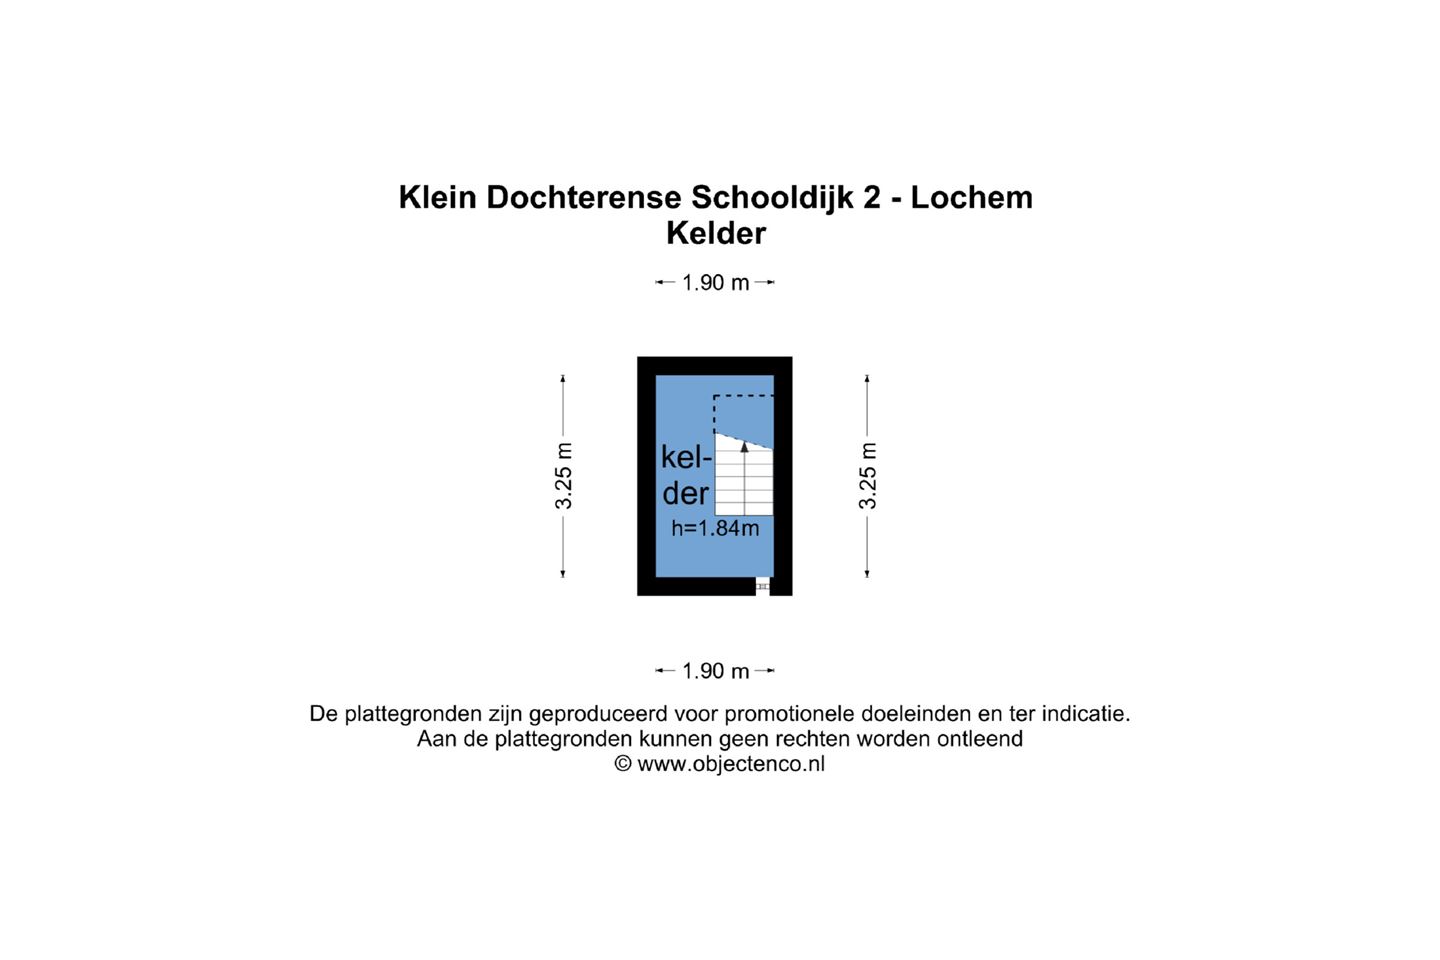 Klein Dochterense Schooldijk 2 - Lochem
Kelder
1.90 m
3.25 m
kel-
der
h=1.84m
3.25 m
1.90 m
De plattegronden zijn geproduceerd voor promotionele doeleinden en ter indicatie.
Aan de plattegronden kunnen geen rechten worden ontleend
© www.objectenco.nl